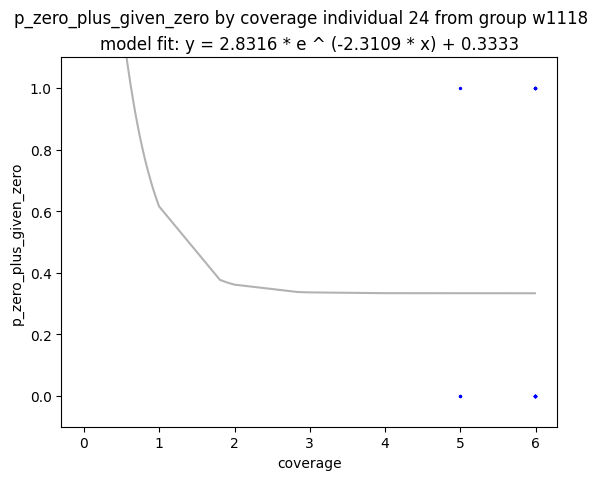 p_zero_plus_given_zero by coverage individual 24 from group w1118
model fit: y = 2.8316 * e ^ (-2.3109 * x) + 0.3333
1.0
0.8
0.6
0.4
0.2
0.0
p_zero_plus_given_zero
0 1 2 3 4 5 6
coverage